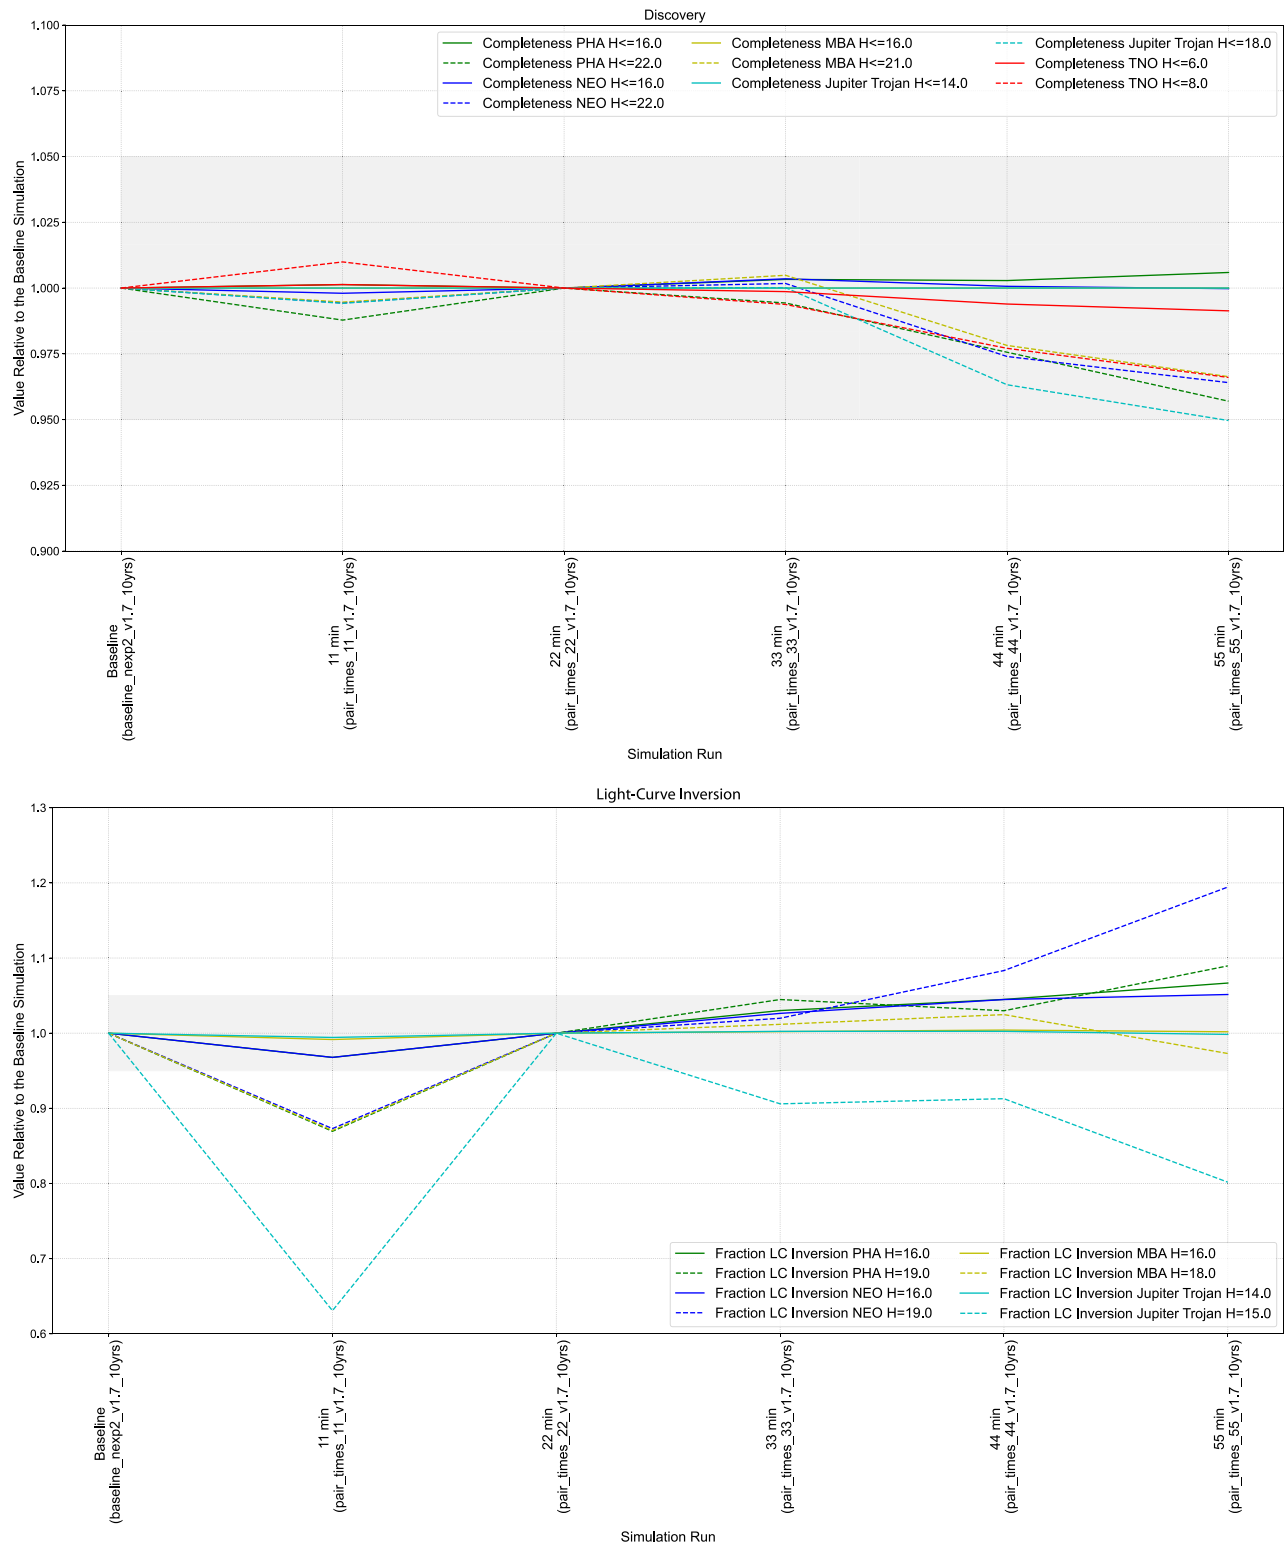 Discovery
Value Relative to the Baseline Simulation
1.100
1.075
1.050
1.025
1.000
0.975
0.950
0.925
0.900
Completeness PHA H<=16.0
Completeness PHA H<=22.0
Completeness NEO H<=16.0
Completeness NEO H<=22.0
Completeness MBA H<=16.0
Completeness MBA H<=21.0
Completeness Jupiter Trojan H<=14.0
Completeness Jupiter Trojan H<=18.0
Completeness TNO H<=6.0
Completeness TNO H<=8.0
Baseline
(baseline_nexp2_v1.7_10yrs)
11 min
(pair_times_11_v1.7_10yrs)
22 min
(pair_times_22_v1.7_10yrs)
33 min
(pair_times_33_v1.7_10yrs)
44 min
(pair_times_44_v1.7_10yrs)
55 min
(pair_times_55_v1.7_10yrs)
Simulation Run
Light-Curve Inversion
Value Relative to the Baseline Simulation
1.3
1.2
1.1
1.0
0.9
0.8
0.7
0.6
Fraction LC Inversion PHA H=16.0
Fraction LC Inversion PHA H=19.0
Fraction LC Inversion NEO H=16.0
Fraction LC Inversion NEO H=19.0
Fraction LC Inversion MBA H=16.0
Fraction LC Inversion MBA H=18.0
Fraction LC Inversion Jupiter Trojan H=14.0
Fraction LC Inversion Jupiter Trojan H=15.0
Baseline
(baseline_nexp2_v1.7_10yrs)
11 min
(pair_times_11_v1.7_10yrs)
22 min
(pair_times_22_v1.7_10yrs)
33 min
(pair_times_33_v1.7_10yrs)
44 min
(pair_times_44_v1.7_10yrs)
55 min
(pair_times_55_v1.7_10yrs)
Simulation Run